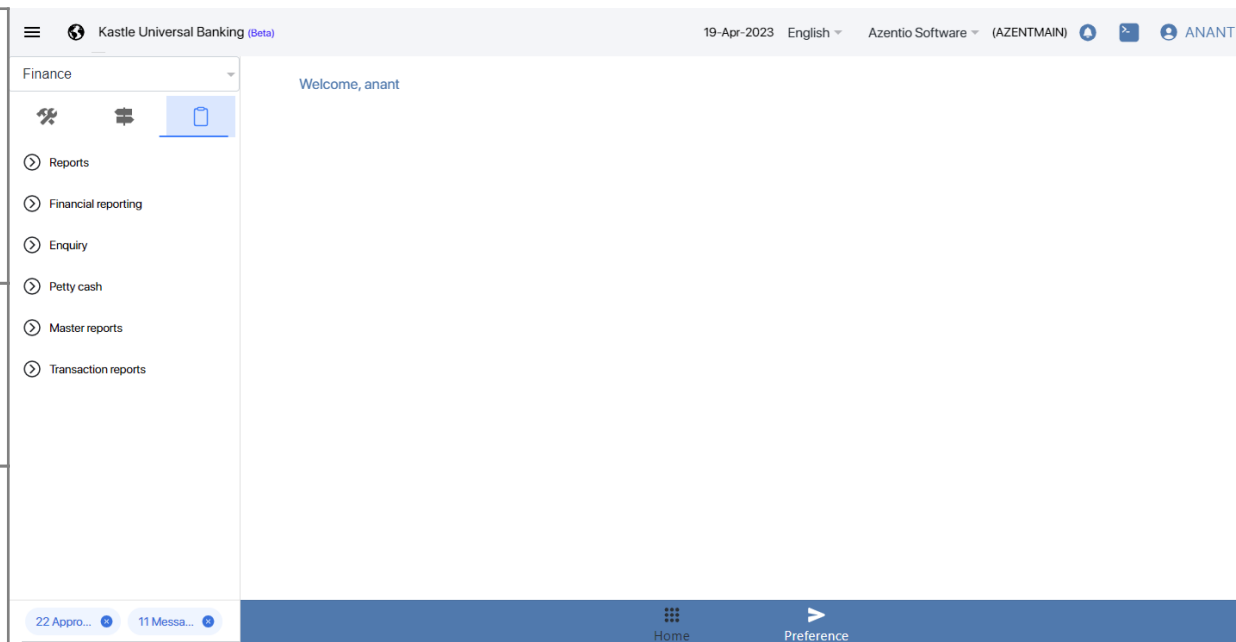 Kastle Universal Banking (Beta)
19-Apr-2023 English Azentio Software (AZENTMAIN) ANANT
Finance
Welcome, anant
Reports
Financial reporting
Enquiry
Petty cash
Master reports
Transaction reports
22 Appro... 11 Messa...
Home Preference